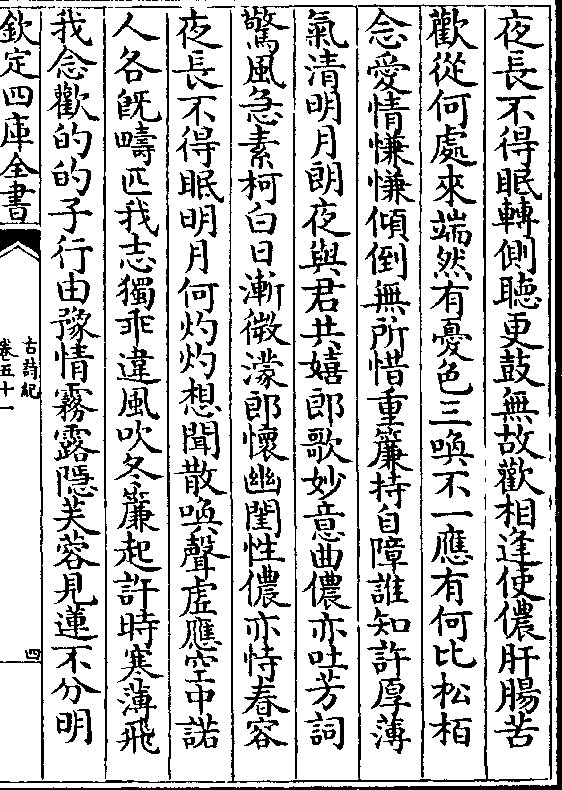 夜長不得眠轉側聽更鼓無故歡相逢使儂肝腸苦
歡從何處來端然有憂色三喚不一應有何比松栢
念愛情慊慊傾倒無所惜重簾持自障誰知許厚薄
氣清明月朗夜與君共嬉郎歌妙意曲儂亦吐芳詞
驚風急素柯白日漸微濛郎懷幽閨性儂亦恃春容
夜長不得眠明月何灼灼想聞散喚聲虛應空中諾
人各旣疇匹我志獨乖違風吹冬簾起許時寒薄飛
我念歡的的子行由豫情霧露隱芙蓉見蓮不分明
欽定四庫全書
古詩紀
卷五十一
四